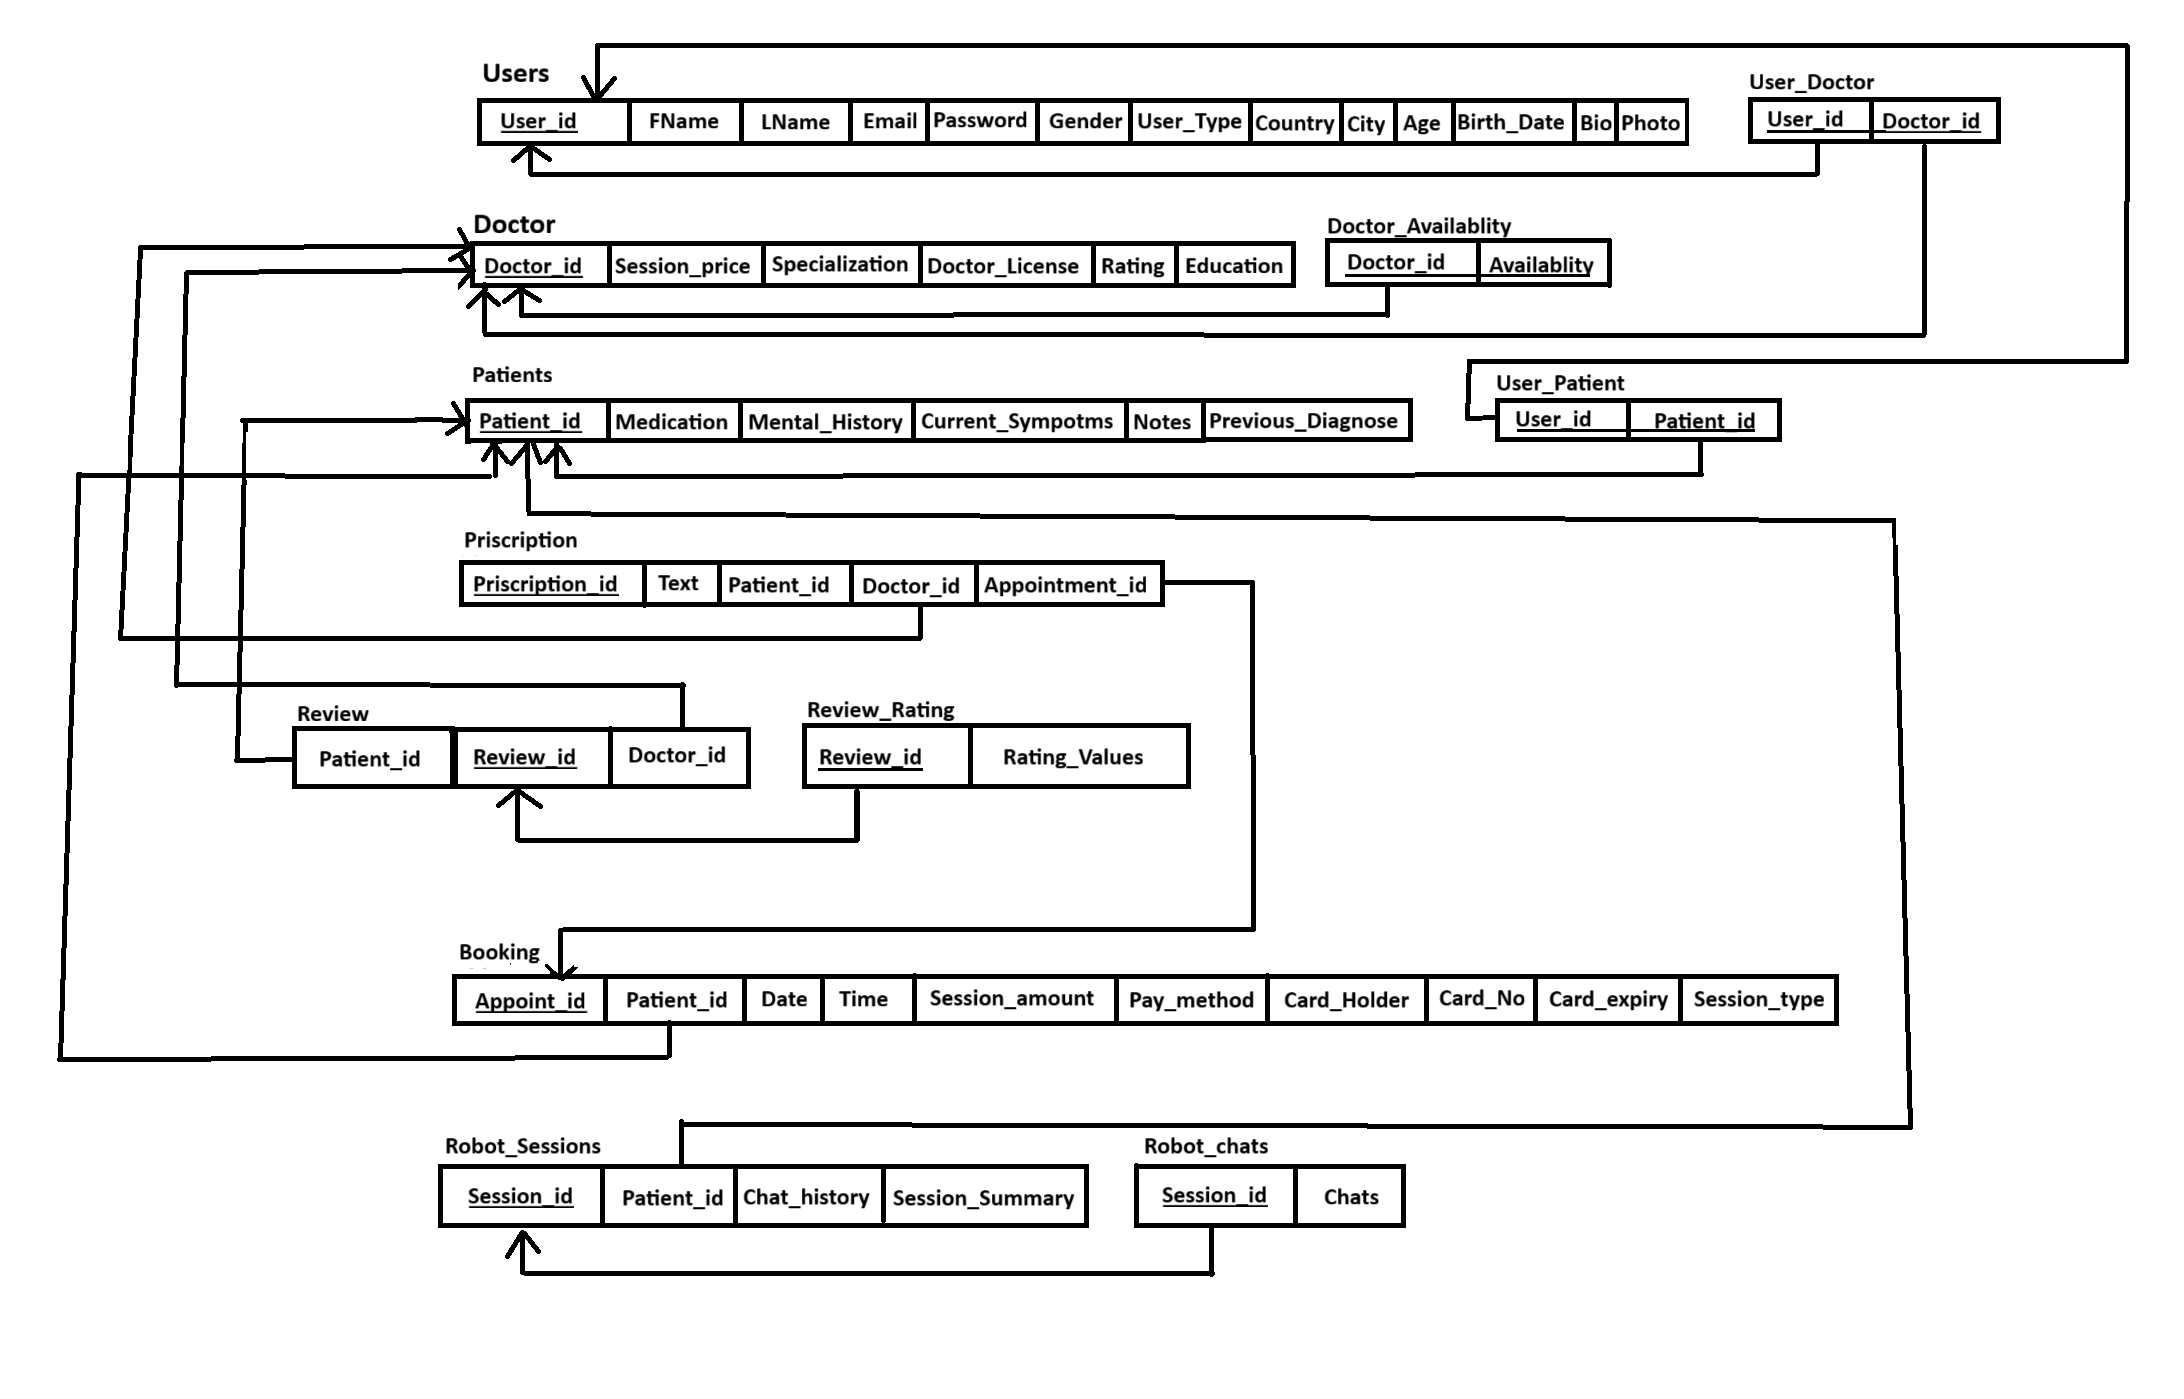 Users
User_id FName LName Email Password Gender User_Type Country City Age Birth_Date Bio Photo
User_Doctor
User_id Doctor_id
Doctor
Doctor_id Session_price Specialization Doctor_License Rating Education
Doctor_Availablity
Doctor_id Availablity
Patients
Patient_id Medication Mental_History Current_Sympotms Notes Previous_Diagnose
User_Patient
User_id Patient_id
Priscription
Priscription_id Text Patient_id Doctor_id Appointment_id
Review
Patient_id Review_id Doctor_id
Review_Rating
Review_id Rating_Values
Booking
Appoint_id Patient_id Date Time Session_amount Pay_method Card_Holder Card_No Card_expiry Session_type
Robot_Sessions
Session_id Patient_id Chat_history Session_Summary
Robot_chats
Session_id Chats